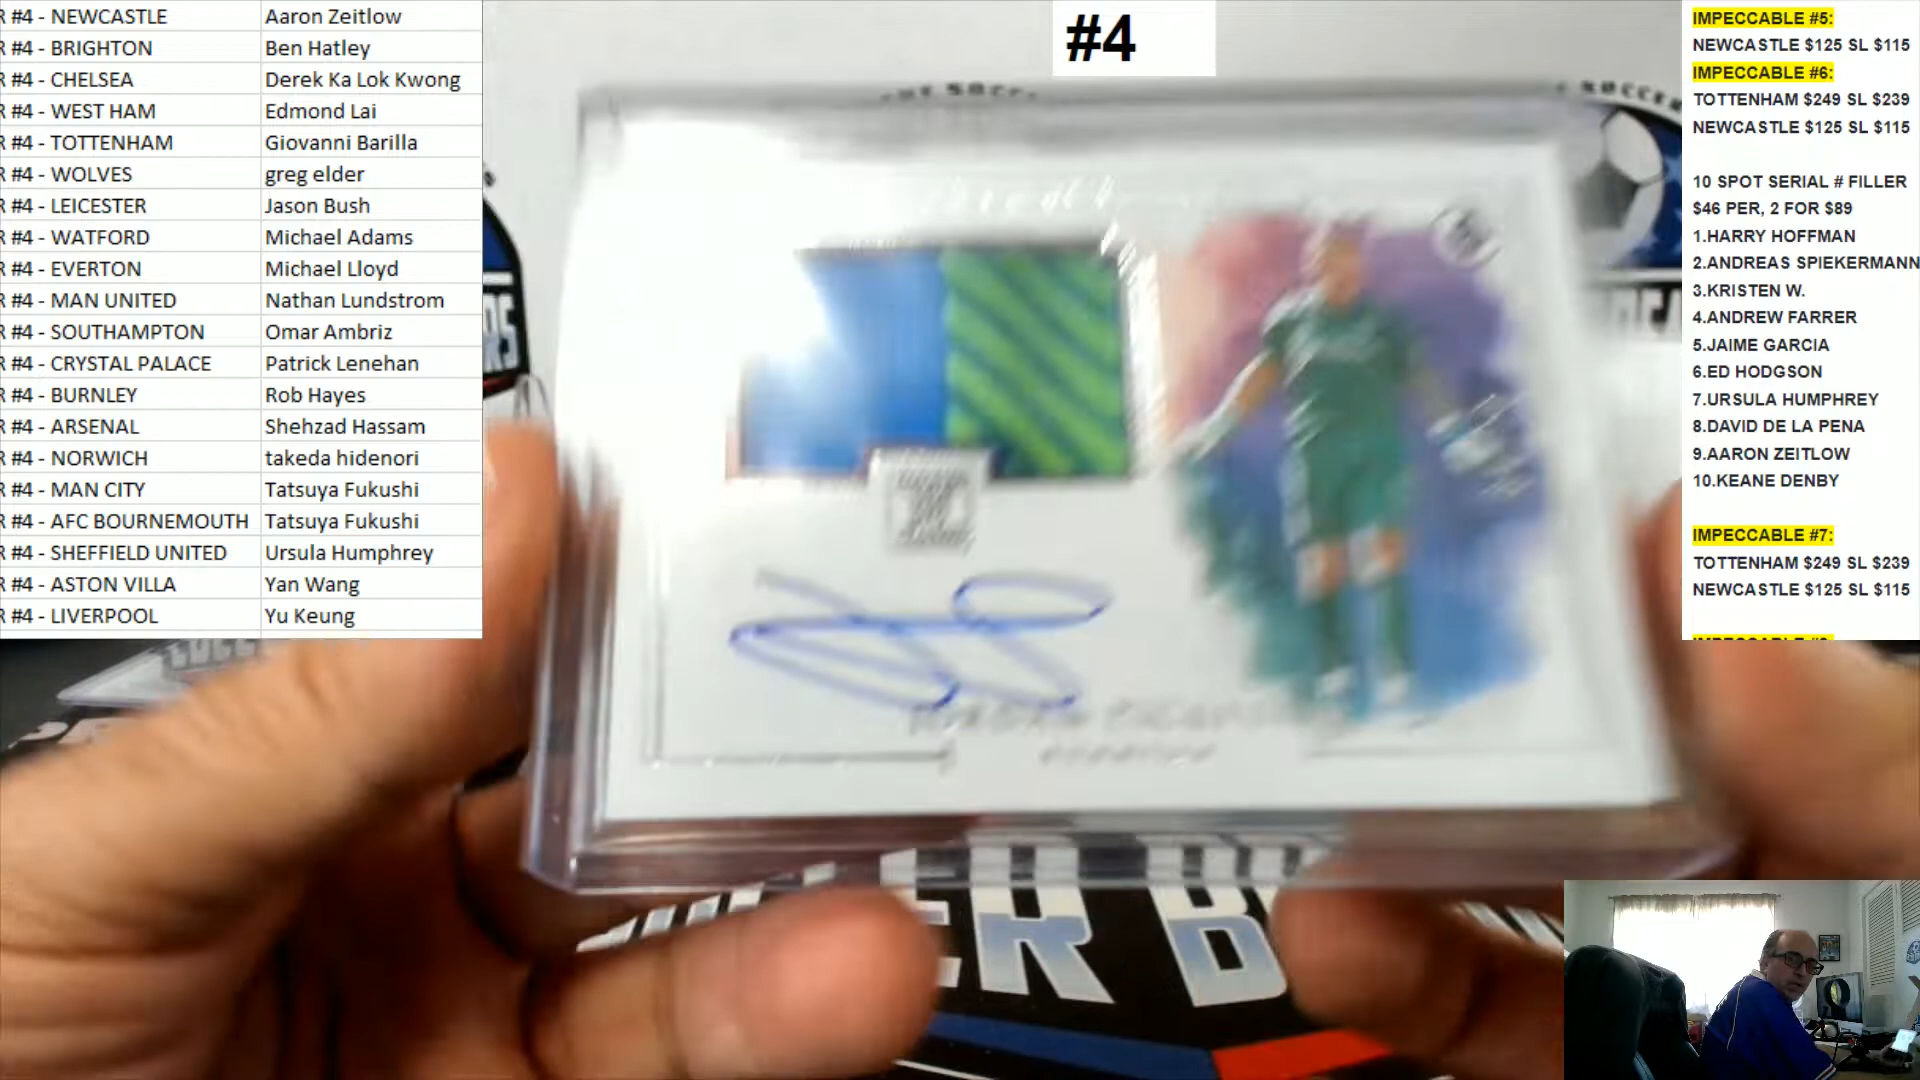 R #4 - NEWCASTLE Aaron Zeitlow
R #4 - BRIGHTON Ben Hatley
R #4 - CHELSEA Derek Ka Lok Kwong
R #4 - WEST HAM Edmond Lai
R #4 - TOTTENHAM Giovanni Barilla
R #4 - WOLVES greg elder
R #4 - LEICESTER Jason Bush
R #4 - WATFORD Michael Adams
R #4 - EVERTON Michael Lloyd
R #4 - MAN UNITED Nathan Lundstrom
R #4 - SOUTHAMPTON Omar Ambriz
R #4 - CRYSTAL PALACE Patrick Lenehan
R #4 - BURNLEY Rob Hayes
R #4 - ARSENAL Shehzad Hassam
R #4 - NORWICH takeda hidenori
R #4 - MAN CITY Tatsuya Fukushi
R #4 - AFC BOURNEMOUTH Tatsuya Fukushi
R #4 - SHEFFIELD UNITED Ursula Humphrey
R #4 - ASTON VILLA Yan Wang
R #4 - LIVERPOOL Yu Keung
#4
IMPECCABLE #5:
NEWCASTLE $125 SL $115
IMPECCABLE #6:
TOTTENHAM $249 SL $239
NEWCASTLE $125 SL $115
10 SPOT SERIAL # FILLER
$46 PER, 2 FOR $89
1.HARRY HOFFMAN
2.ANDREAS SPIEKERMANN
3.KRISTEN W.
4.ANDREW FARRER
5.JAIME GARCIA
6.ED HODGSON
7.URSULA HUMPHREY
8.DAVID DE LA PENA
9.AARON ZEITLOW
10.KEANE DENBY
IMPECCABLE #7:
TOTTENHAM $249 SL $239
NEWCASTLE $125 SL $115